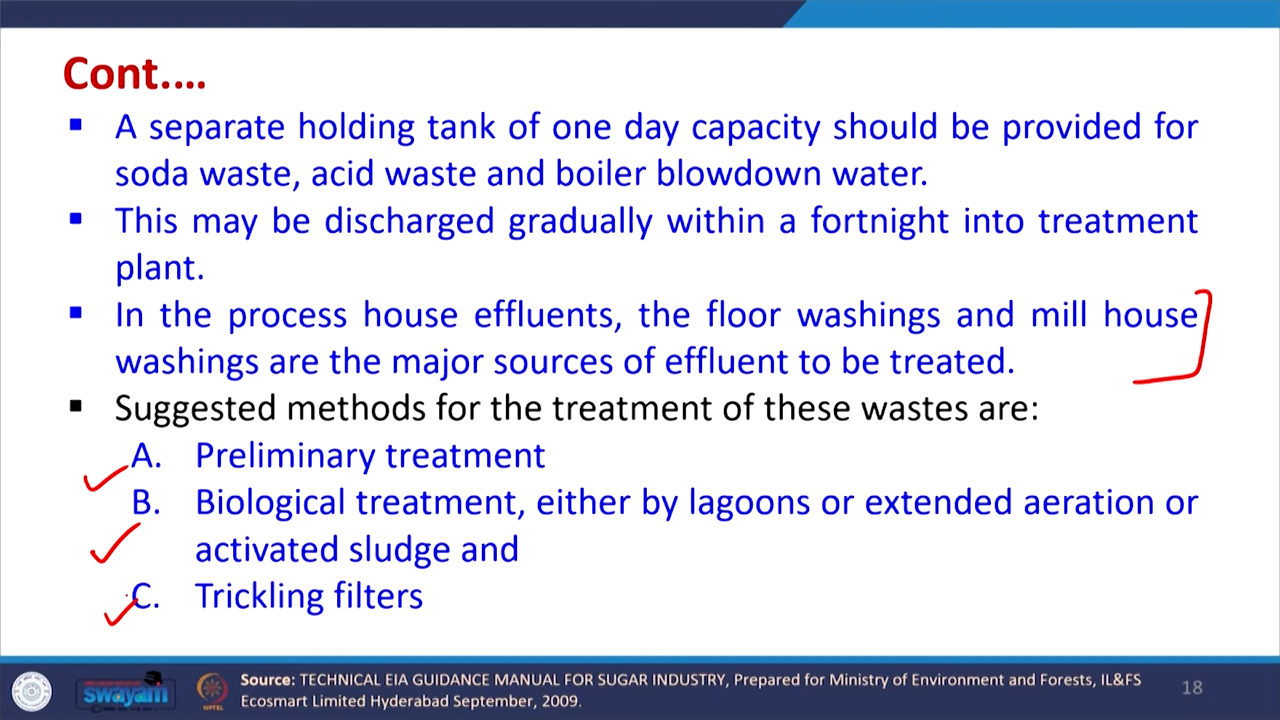 Cont....
▪ A separate holding tank of one day capacity should be provided for
soda waste, acid waste and boiler blowdown water.
▪ This may be discharged gradually within a fortnight into treatment
plant.
▪ In the process house effluents, the floor washings and mill house
washings are the major sources of effluent to be treated.
▪ Suggested methods for the treatment of these wastes are:
A. Preliminary treatment
B. Biological treatment, either by lagoons or extended aeration or
activated sludge and
C. Trickling filters
swayam
NPTEL
Source: TECHNICAL EIA GUIDANCE MANUAL FOR SUGAR INDUSTRY, Prepared for Ministry of Environment and Forests, IL&FS
Ecosmart Limited Hyderabad September, 2009.
18